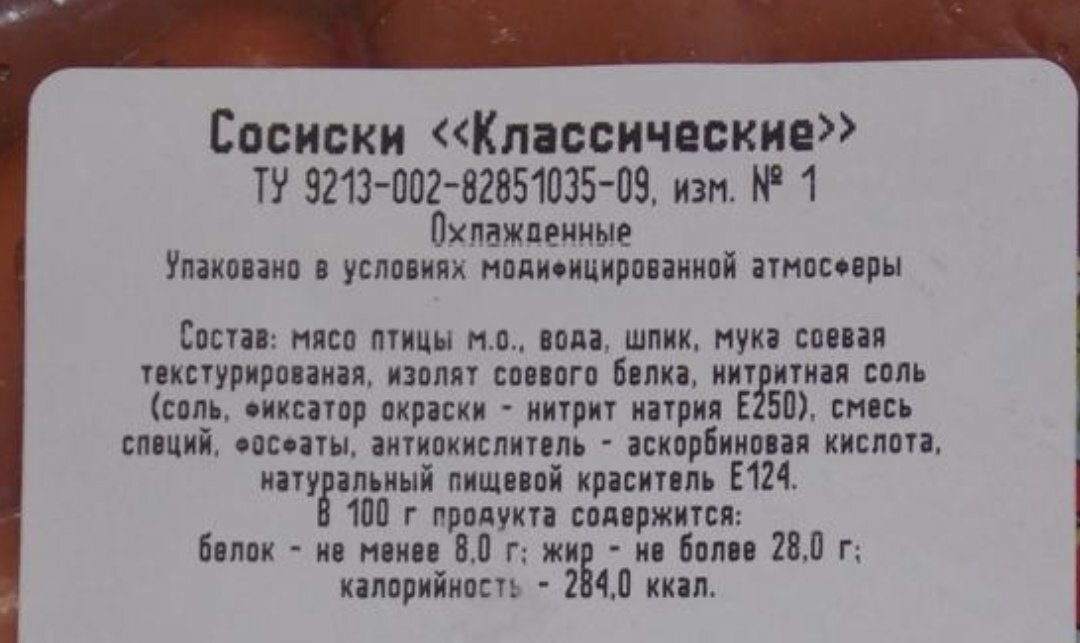 Сосиски <<Классические>>
ТУ 9213-002-82851035-09, изм. № 1
Охлажденные
Упаковано в условиях модифицированной атмосферы
Состав: мясо птицы м.о., вода, шпик, мука соевая
текстурированая, изолят соевого белка, нитритная соль
(соль, фиксатор окраски - нитрит натрия Е250), смесь
специй, фосфаты, антиокислитель - аскорбиновая кислота,
натуральный пищевой краситель Е124.
В 100 г продукта содержится:
белок - не менее 8,0 г; жир - не более 28,0 г;
калорийность - 284,0 ккал.